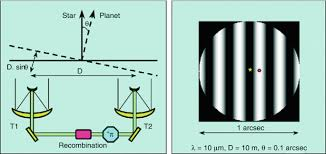 Star Planet
θ
D. sinθ
D
T1 π T2
Recombination
1 arcsec
λ = 10 μm, D = 10 m, θ = 0.1 arcsec